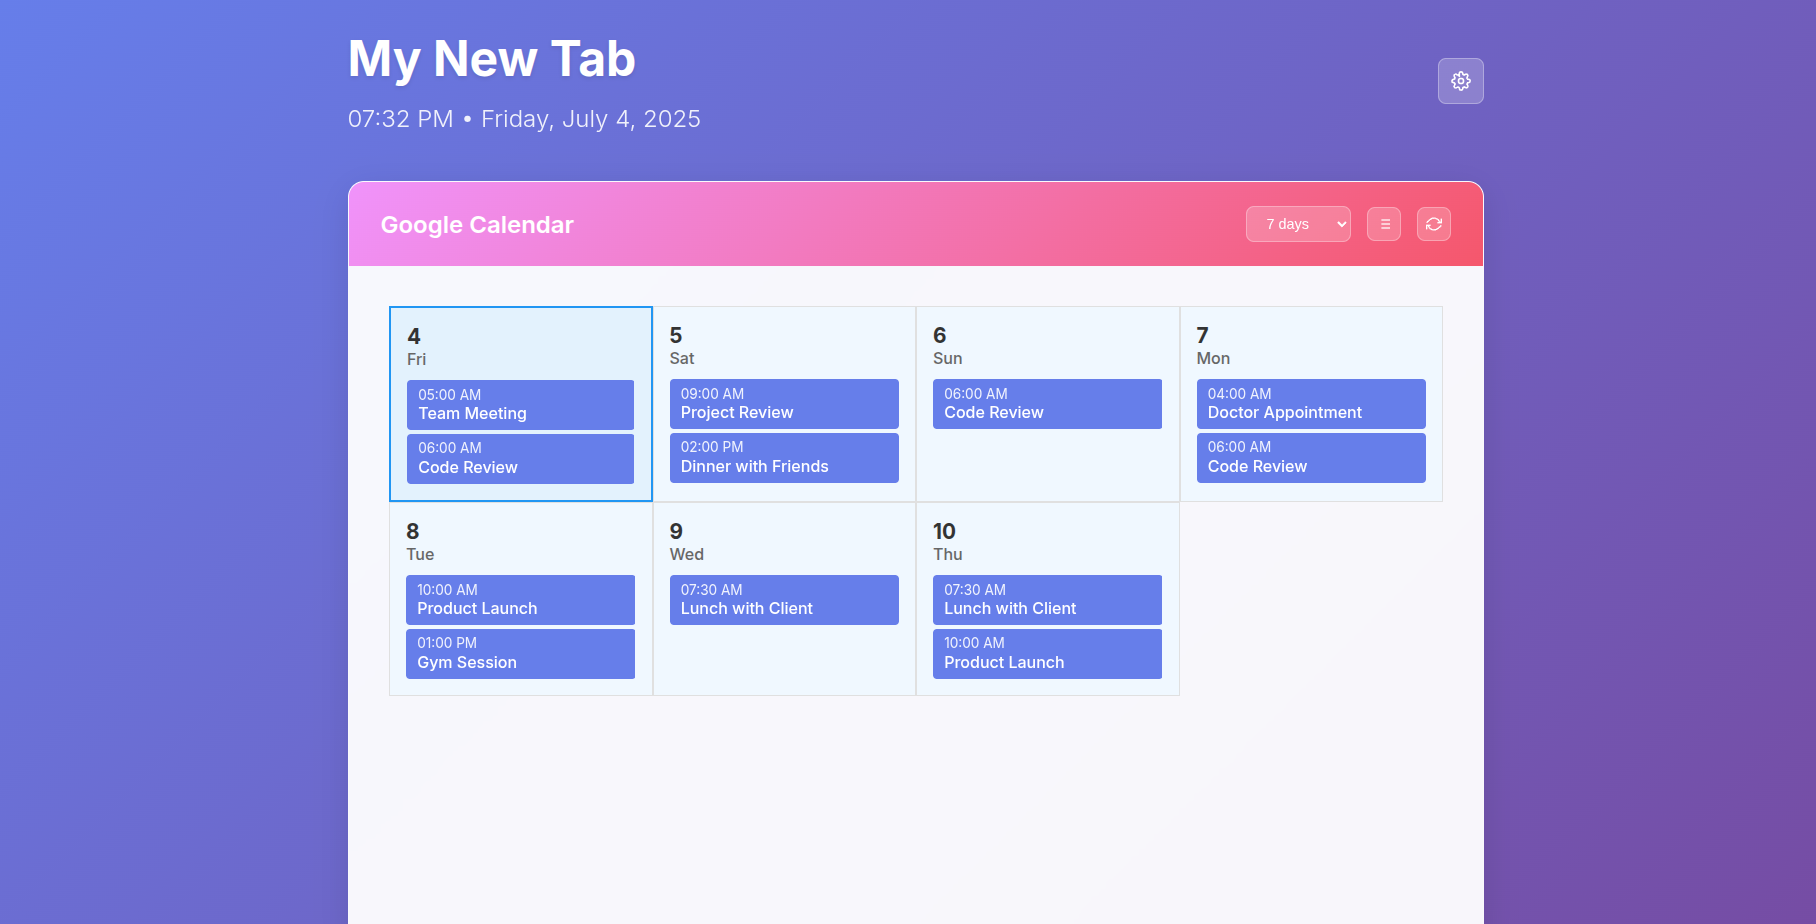 My New Tab
07:32 PM • Friday, July 4, 2025
Google Calendar
7 days
4
Fri
05:00 AM
Team Meeting
06:00 AM
Code Review
5
Sat
09:00 AM
Project Review
02:00 PM
Dinner with Friends
6
Sun
06:00 AM
Code Review
7
Mon
04:00 AM
Doctor Appointment
06:00 AM
Code Review
8
Tue
10:00 AM
Product Launch
01:00 PM
Gym Session
9
Wed
07:30 AM
Lunch with Client
10
Thu
07:30 AM
Lunch with Client
10:00 AM
Product Launch